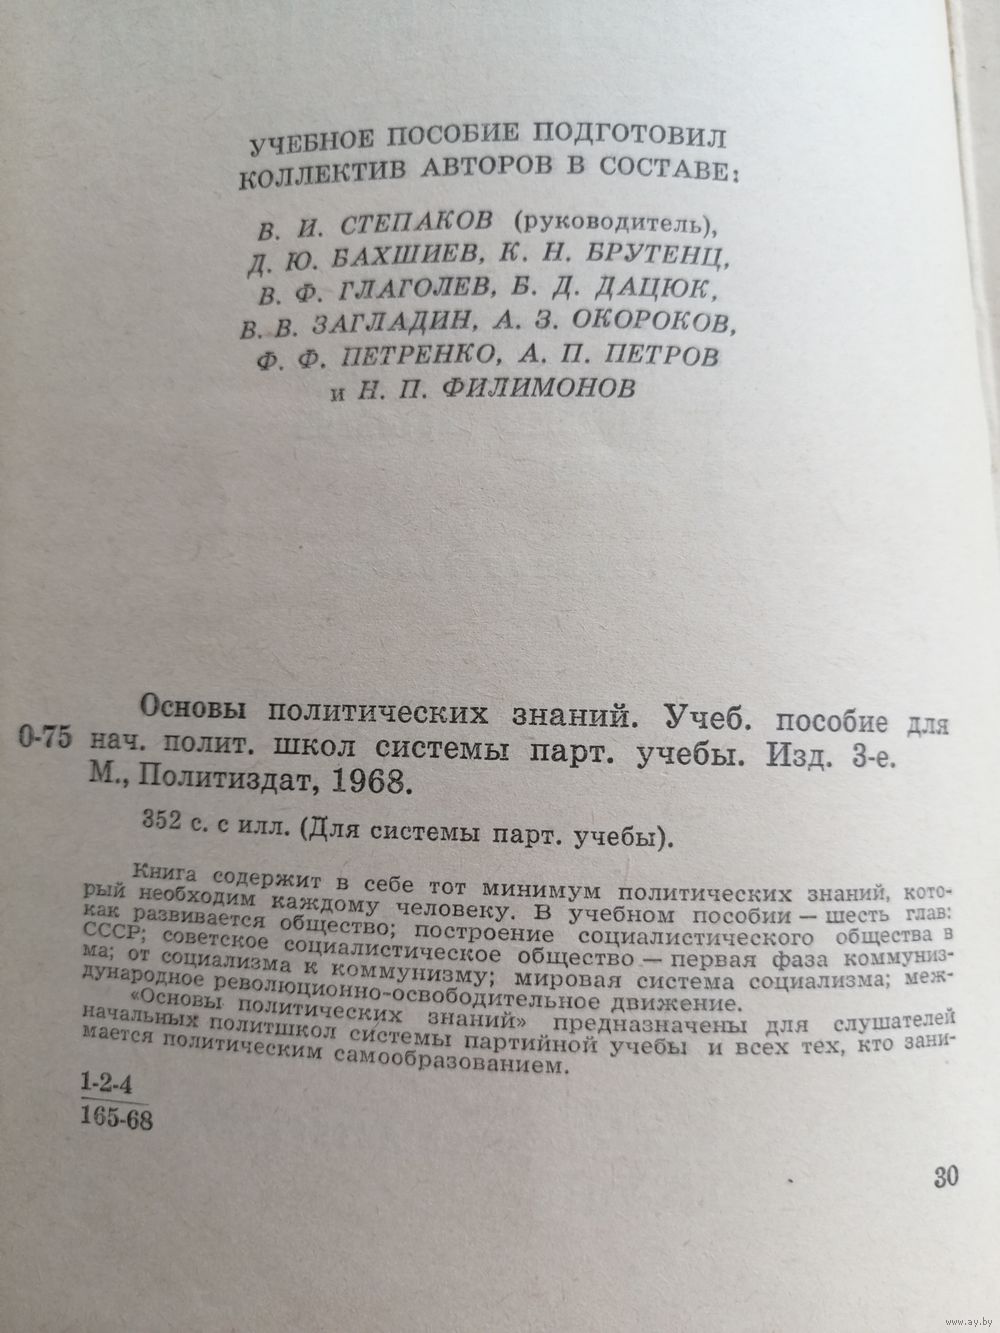 УЧЕБНОЕ ПОСОБИЕ ПОДГОТОВИЛ
КОЛЛЕКТИВ АВТОРОВ В СОСТАВЕ:
В. И. СТЕПАКОВ (руководитель),
Д. Ю. БАХШИЕВ, К. Н. БРУТЕНЦ,
В. Ф. ГЛАГОЛЕВ, Б. Д. ДАЦЮК,
В. В. ЗАГЛАДИН, А. З. ОКОРОКОВ,
Ф. Ф. ПЕТРЕНКО, А. П. ПЕТРОВ
и Н. П. ФИЛИМОНОВ
Основы политических знаний. Учеб. пособие для
0-75 нач. полит. школ системы парт. учебы. Изд. 3-е.
М., Политиздат, 1968.
352 с. с илл. (Для системы парт. учебы).
Книга содержит в себе тот минимум политических знаний, кото-
рый необходим каждому человеку. В учебном пособии — шесть глав:
как развивается общество; построение социалистического общества в
СССР; советское социалистическое общество — первая фаза коммуниз-
ма; от социализма к коммунизму; мировая система социализма; меж-
дународное революционно-освободительное движение.
«Основы политических знаний» предназначены для слушателей
начальных политшкол системы партийной учебы и всех тех, кто зани-
мается политическим самообразованием.
1-2-4
165-68
30
www.ay.by